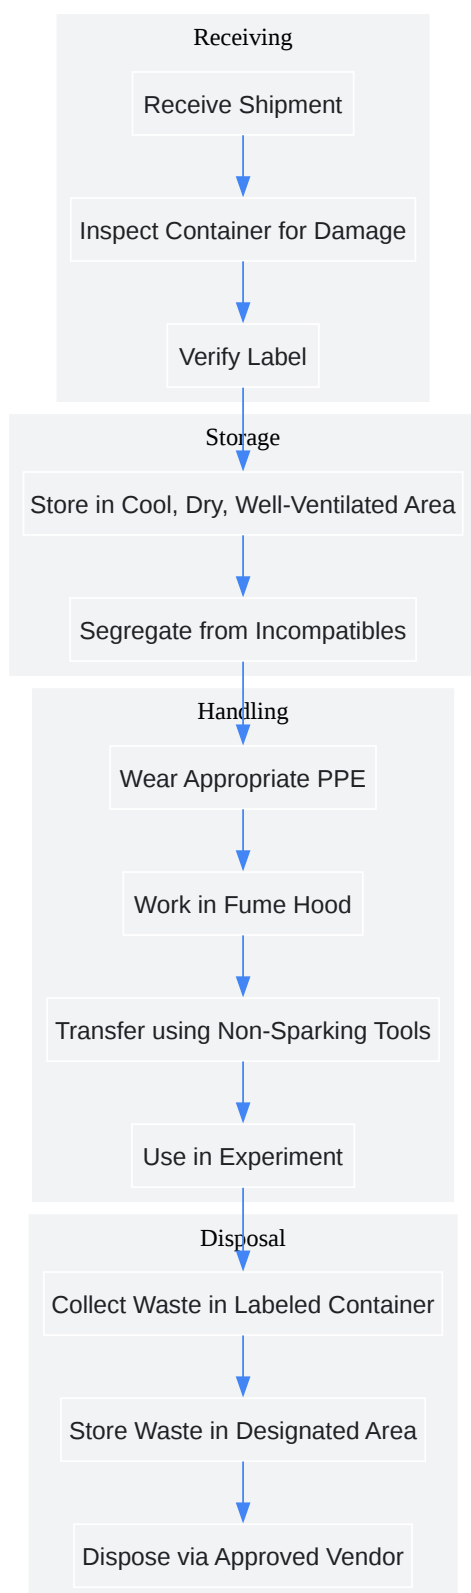 Receiving
Receive Shipment
Inspect Container for Damage
Verify Label
Storage
Store in Cool, Dry, Well-Ventilated Area
Segregate from Incompatibles
Handling
Wear Appropriate PPE
Work in Fume Hood
Transfer using Non-Sparking Tools
Use in Experiment
Disposal
Collect Waste in Labeled Container
Store Waste in Designated Area
Dispose via Approved Vendor